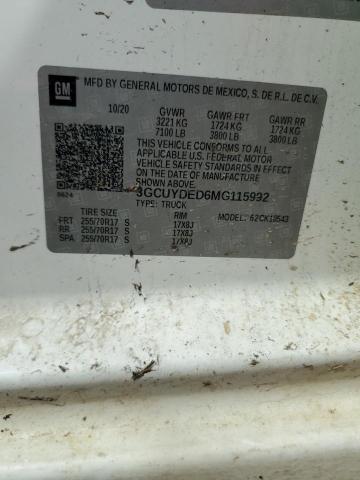 GM
MFD BY GENERAL MOTORS DE MEXICO, S. DE R.L. DE C.V.
10/20 GVWR GAWR FRT GAWR RR
3221 KG 1724 KG 1724 KG
7100 LB 3800 LB 3800 LB
THIS VEHICLE CONFORMS TO ALL
APPLICABLE U.S. FEDERAL MOTOR
VEHICLE SAFETY STANDARDS IN
EFFECT ON THE DATE OF
MANUFACTURE SHOWN ABOVE.
3GCUYDED6MG115992
TYPE: TRUCK MODEL: 62CK10543
TIRE SIZE RIM
FRT 255/70R17 S 17X8J
RR 255/70R17 S 17X8J
SPA 255/70R17 S